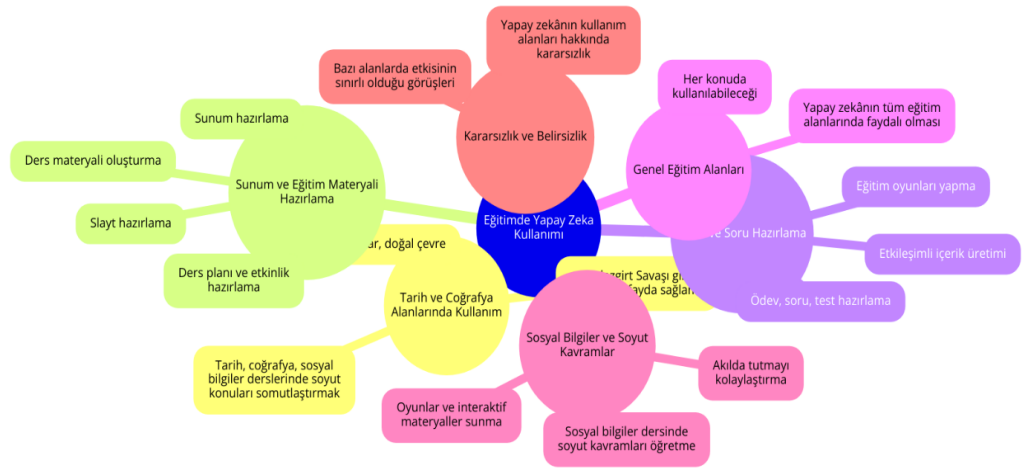 Yapay zekânın kullanım
alanları hakkında
kararsızlık
Bazı alanlarda etkisinin
sınırlı olduğu görüşleri
Kararsızlık ve Belirsizlik
Her konuda
kullanılabileceği
Yapay zekânın tüm eğitim
alanlarında faydalı olması
Genel Eğitim Alanları
Sunum hazırlama
Ders materyali oluşturma
Sunum ve Eğitim Materyali
Hazırlama
Slayt hazırlama
Ders planı ve etkinlik
hazırlama
Eğitimde Yapay Zeka
Kullanımı
Soru Hazırlama
Eğitim oyunları yapma
Etkileşimli içerik üretimi
Ödev, soru, test hazırlama
doğal çevre
Tarih ve Coğrafya
Alanlarında Kullanım
Savaşı
Tarih, coğrafya, sosyal
bilgiler derslerinde soyut
konuları somutlaştırmak
Sosyal Bilgiler ve Soyut
Kavramlar
Akılda tutmayı
kolaylaştırma
Oyunlar ve interaktif
materyaller sunma
Sosyal bilgiler dersinde
soyut kavramları öğretme